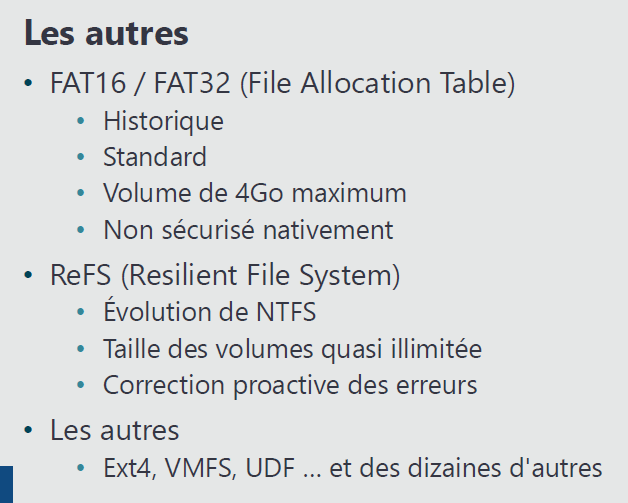 Les autres
• FAT16 / FAT32 (File Allocation Table)
• Historique
• Standard
• Volume de 4Go maximum
• Non sécurisé nativement
• ReFS (Resilient File System)
• Évolution de NTFS
• Taille des volumes quasi illimitée
• Correction proactive des erreurs
• Les autres
• Ext4, VMFS, UDF ... et des dizaines d'autres